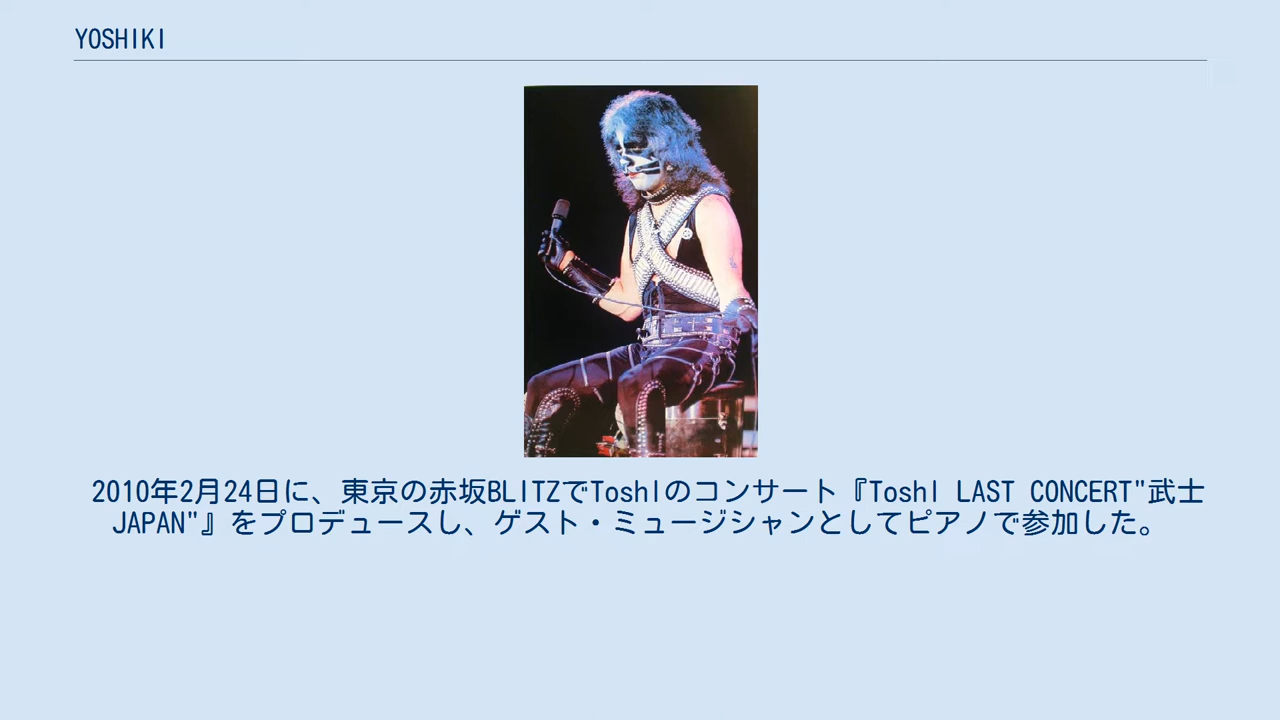 YOSHIKI
2010年2月24日に、東京の赤坂BLITZでToshIのコンサート『ToshI LAST CONCERT"武士
JAPAN"』をプロデュースし、ゲスト・ミュージシャンとしてピアノで参加した。